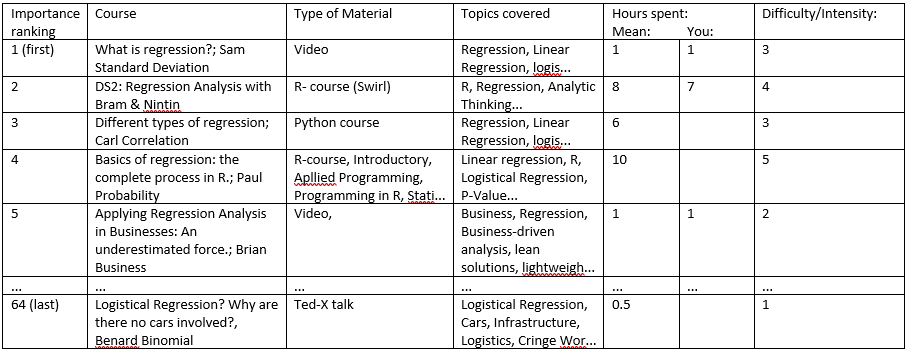 Importance ranking Course Type of Material Topics covered Hours spent: Mean: You: Difficulty/Intensity:
1 (first) What is regression?; Sam Standard Deviation Video Regression, Linear Regression, logis... 1 1 3
2 DS2: Regression Analysis with Bram & Nintin R- course (Swirl) R, Regression, Analytic Thinking... 8 7 4
3 Different types of regression; Carl Correlation Python course Regression, Linear Regression, logis... 6 3
4 Basics of regression: the complete process in R.; Paul Probability R-course, Introductory, Apllied Programming, Programming in R, Stati... Linear regression, R, Logistical Regression, P-Value... 10 5
5 Applying Regression Analysis in Businesses: An underestimated force.; Brian Business Video, Business, Regression, Business-driven analysis, lean solutions, lightweigh... 1 1 2
... ... ... ... ... ... ...
64 (last) Logistical Regression? Why are there no cars involved?, Benard Binomial Ted-X talk Logistical Regression, Cars, Infrastructure, Logistics, Cringe Wor... 0.5 1